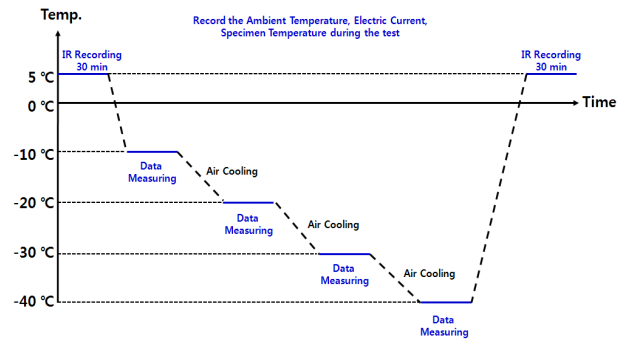 Temp.
Record the Ambient Temperature, Electric Current,
Specimen Temperature during the test
IR Recording
30 min
IR Recording
30 min
5 ℃
0 ℃
Time
-10 ℃
Data
Measuring
Air Cooling
-20 ℃
Data
Measuring
Air Cooling
-30 ℃
Data
Measuring
Air Cooling
-40 ℃
Data
Measuring